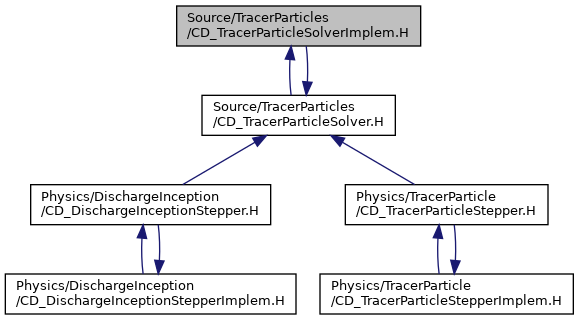 Source/TracerParticles
/CD_TracerParticleSolverImplem.H
Source/TracerParticles
/CD_TracerParticleSolver.H
Physics/DischargeInception
/CD_DischargeInceptionStepper.H
Physics/TracerParticle
/CD_TracerParticleStepper.H
Physics/DischargeInception
/CD_DischargeInceptionStepperImplem.H
Physics/TracerParticle
/CD_TracerParticleStepperImplem.H